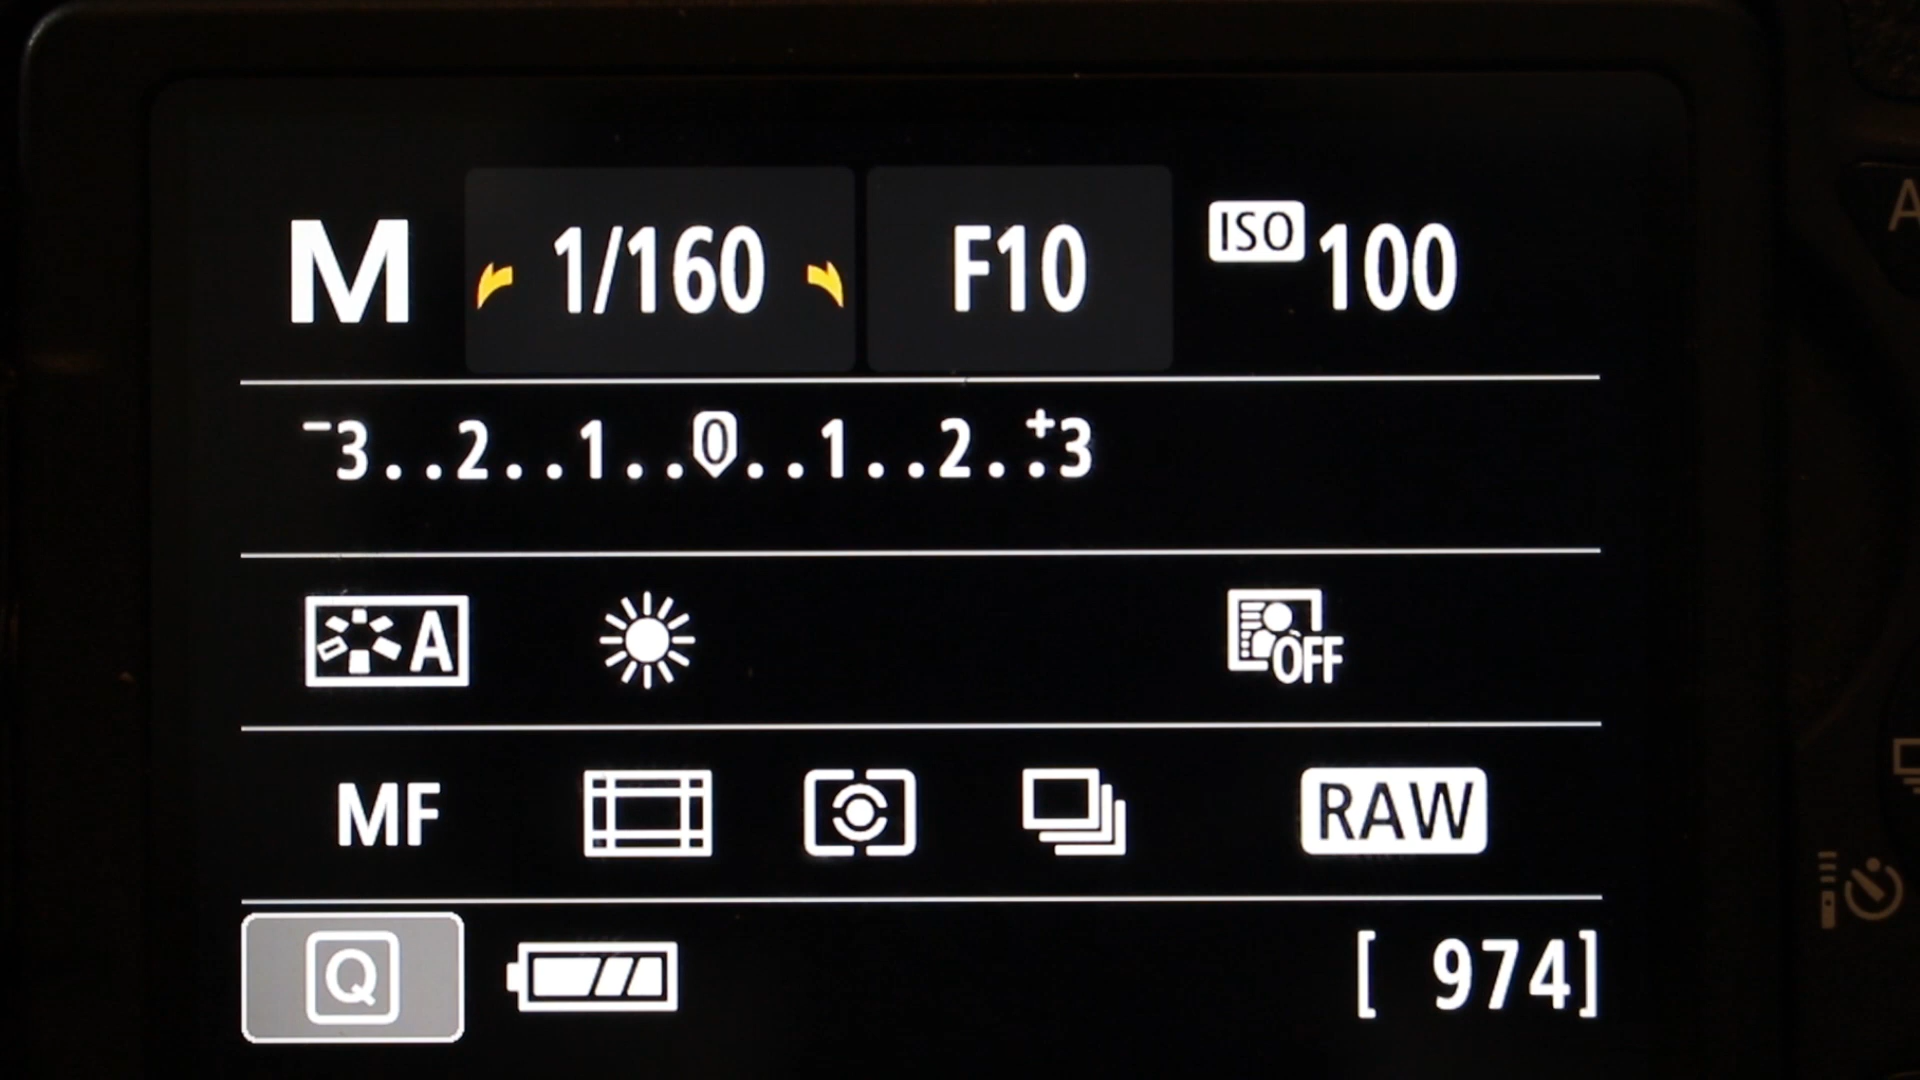 M 1/160 F10 ISO 100
-3..2..1..0..1..2..+3
A OFF
MF RAW
Q [ 974]
A